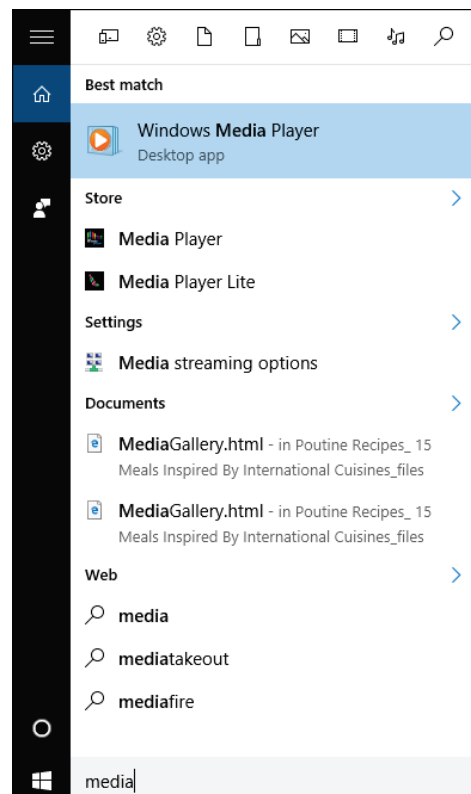 Best match
Windows Media Player
Desktop app
Store
Media Player
Media Player Lite
Settings
Media streaming options
Documents
MediaGallery.html - in Poutine Recipes_ 15
Meals Inspired By International Cuisines_files
MediaGallery.html - in Poutine Recipes_ 15
Meals Inspired By International Cuisines_files
Web
media
mediatakeout
mediafire
media